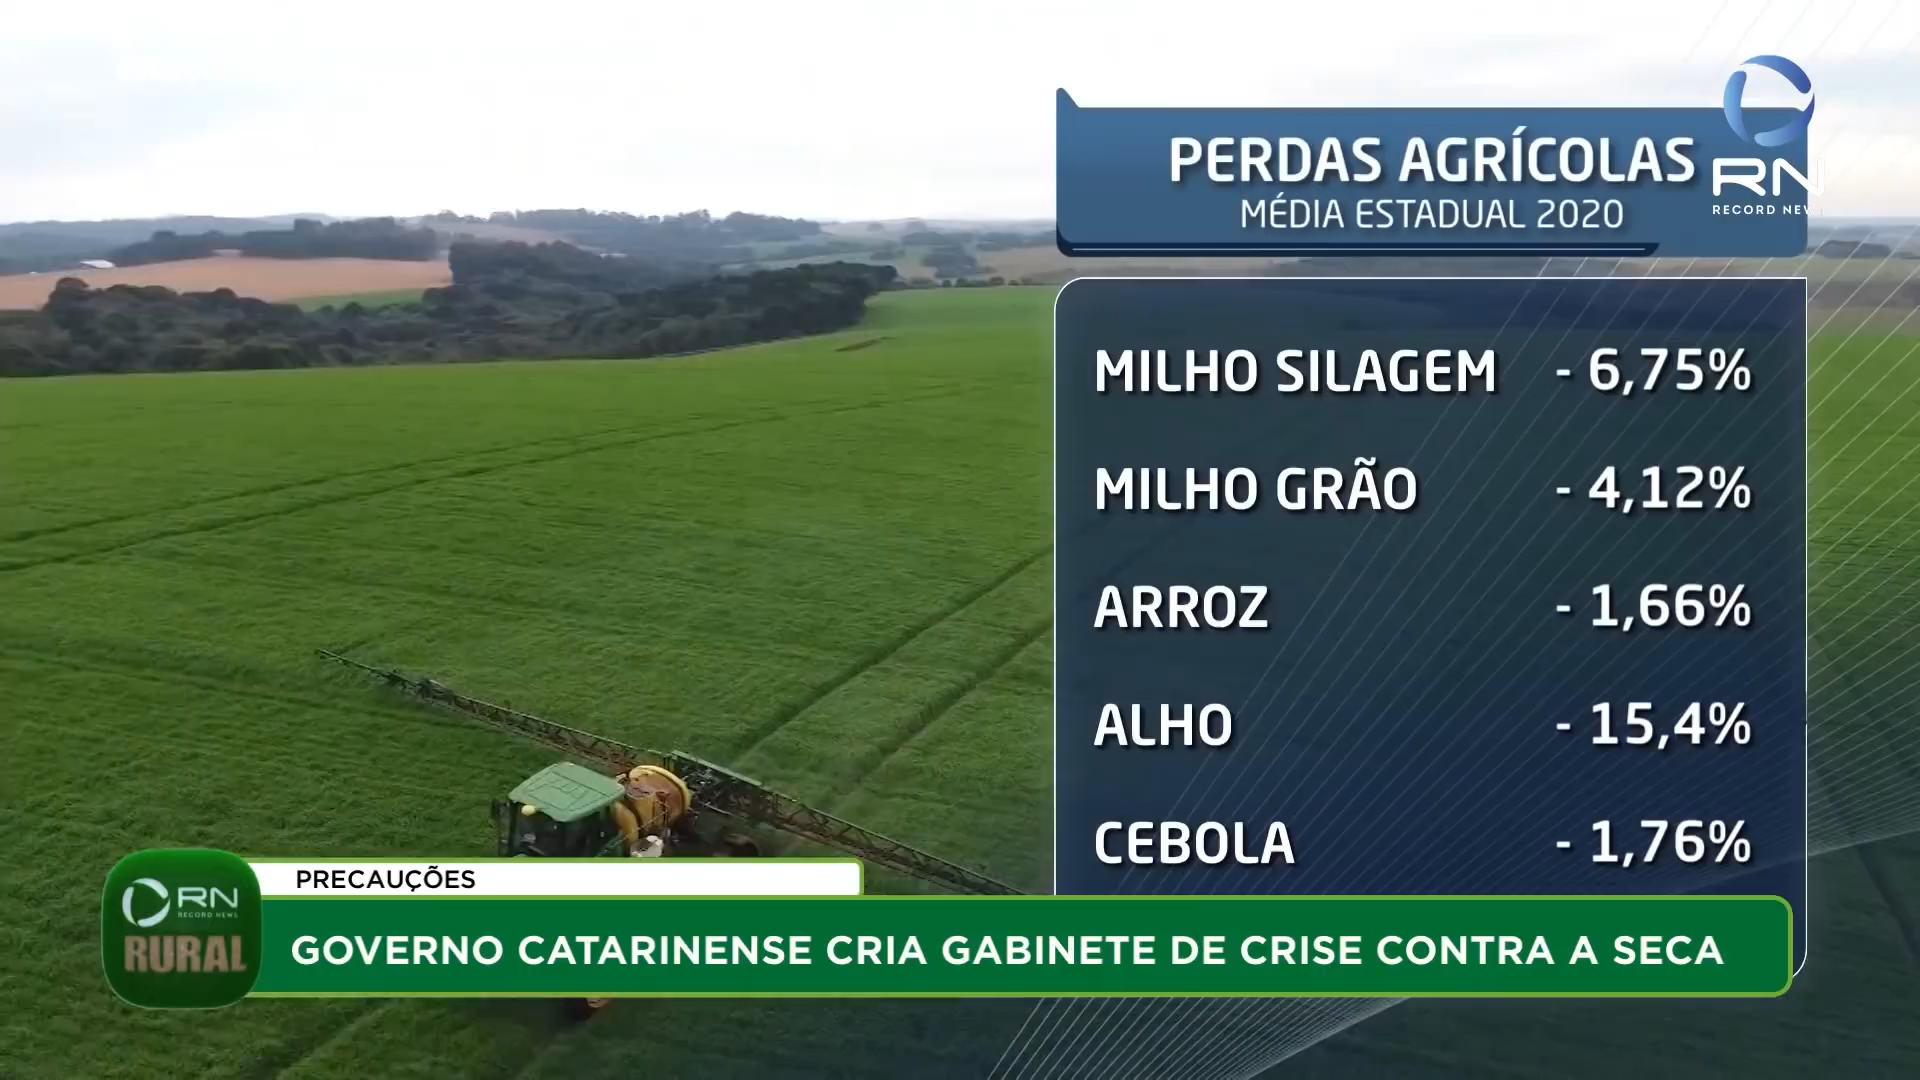 PERDAS AGRÍCOLAS
MÉDIA ESTADUAL 2020
RN
RECORD NEWS
MILHO SILAGEM - 6,75%
MILHO GRÃO - 4,12%
ARROZ - 1,66%
ALHO - 15,4%
CEBOLA - 1,76%
PRECAUÇÕES
RN
RECORD NEWS
RURAL
GOVERNO CATARINENSE CRIA GABINETE DE CRISE CONTRA A SECA